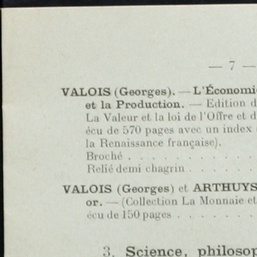 — 7 —
VALOIS (Georges). — L'Économi
et la Production. — Edition d
La Valeur et la loi de l'Offre et d
écu de 570 pages avec un index
la Renaissance française).
Broché . . . . . . . . .
Relié demi chagrin . . . . .
VALOIS (Georges) et ARTHUYS
or. — (Collection La Monnaie et
écu de 150 pages . . . . . .
3. Science, philosop